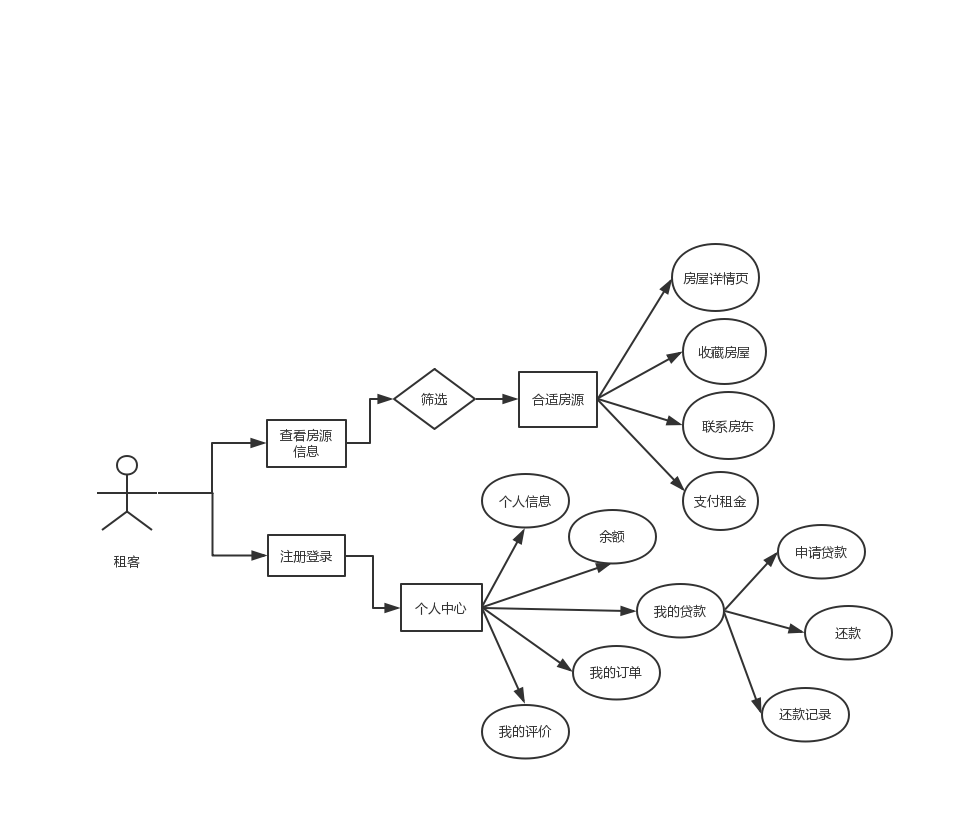 房屋详情页
收藏房屋
筛选
合适房源
联系房东
查看房源
信息
个人信息
支付租金
余额
租客
注册登录
申请贷款
个人中心
我的贷款
还款
我的订单
还款记录
我的评价